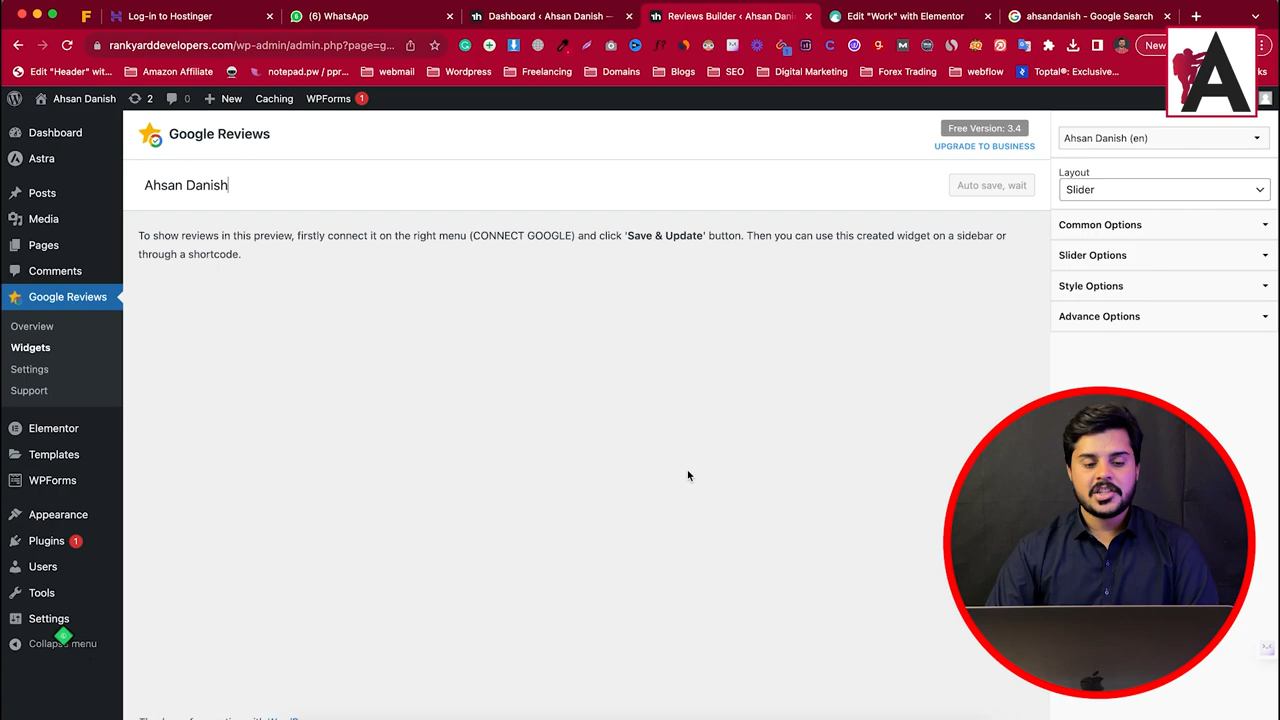 Log-in to Hostinger
(6) WhatsApp
Dashboard ‹ Ahsan Danish —
Reviews Builder ‹ Ahsan Dani
Edit "Work" with Elementor
ahsandanish - Google Search
rankyarddevelopers.com/wp-admin/admin.php?page=g...
New
Edit "Header" wit...
Amazon Affiliate
notepad.pw / ppr...
webmail
Wordpress
Freelancing
Domains
Blogs
SEO
Digital Marketing
Forex Trading
webflow
Toptal®: Exclusive...
Ahsan Danish
2
0
New
Caching
WPForms 1
Dashboard
Astra
Posts
Media
Pages
Comments
Google Reviews
Overview
Widgets
Settings
Support
Elementor
Templates
WPForms
Appearance
Plugins 1
Users
Tools
Settings
Collapse menu
Google Reviews
Free Version: 3.4
UPGRADE TO BUSINESS
Ahsan Danish
Auto save, wait
To show reviews in this preview, firstly connect it on the right menu (CONNECT GOOGLE) and click 'Save & Update' button. Then you can use this created widget on a sidebar or
through a shortcode.
Ahsan Danish (en)
Layout
Slider
Common Options
Slider Options
Style Options
Advance Options
A